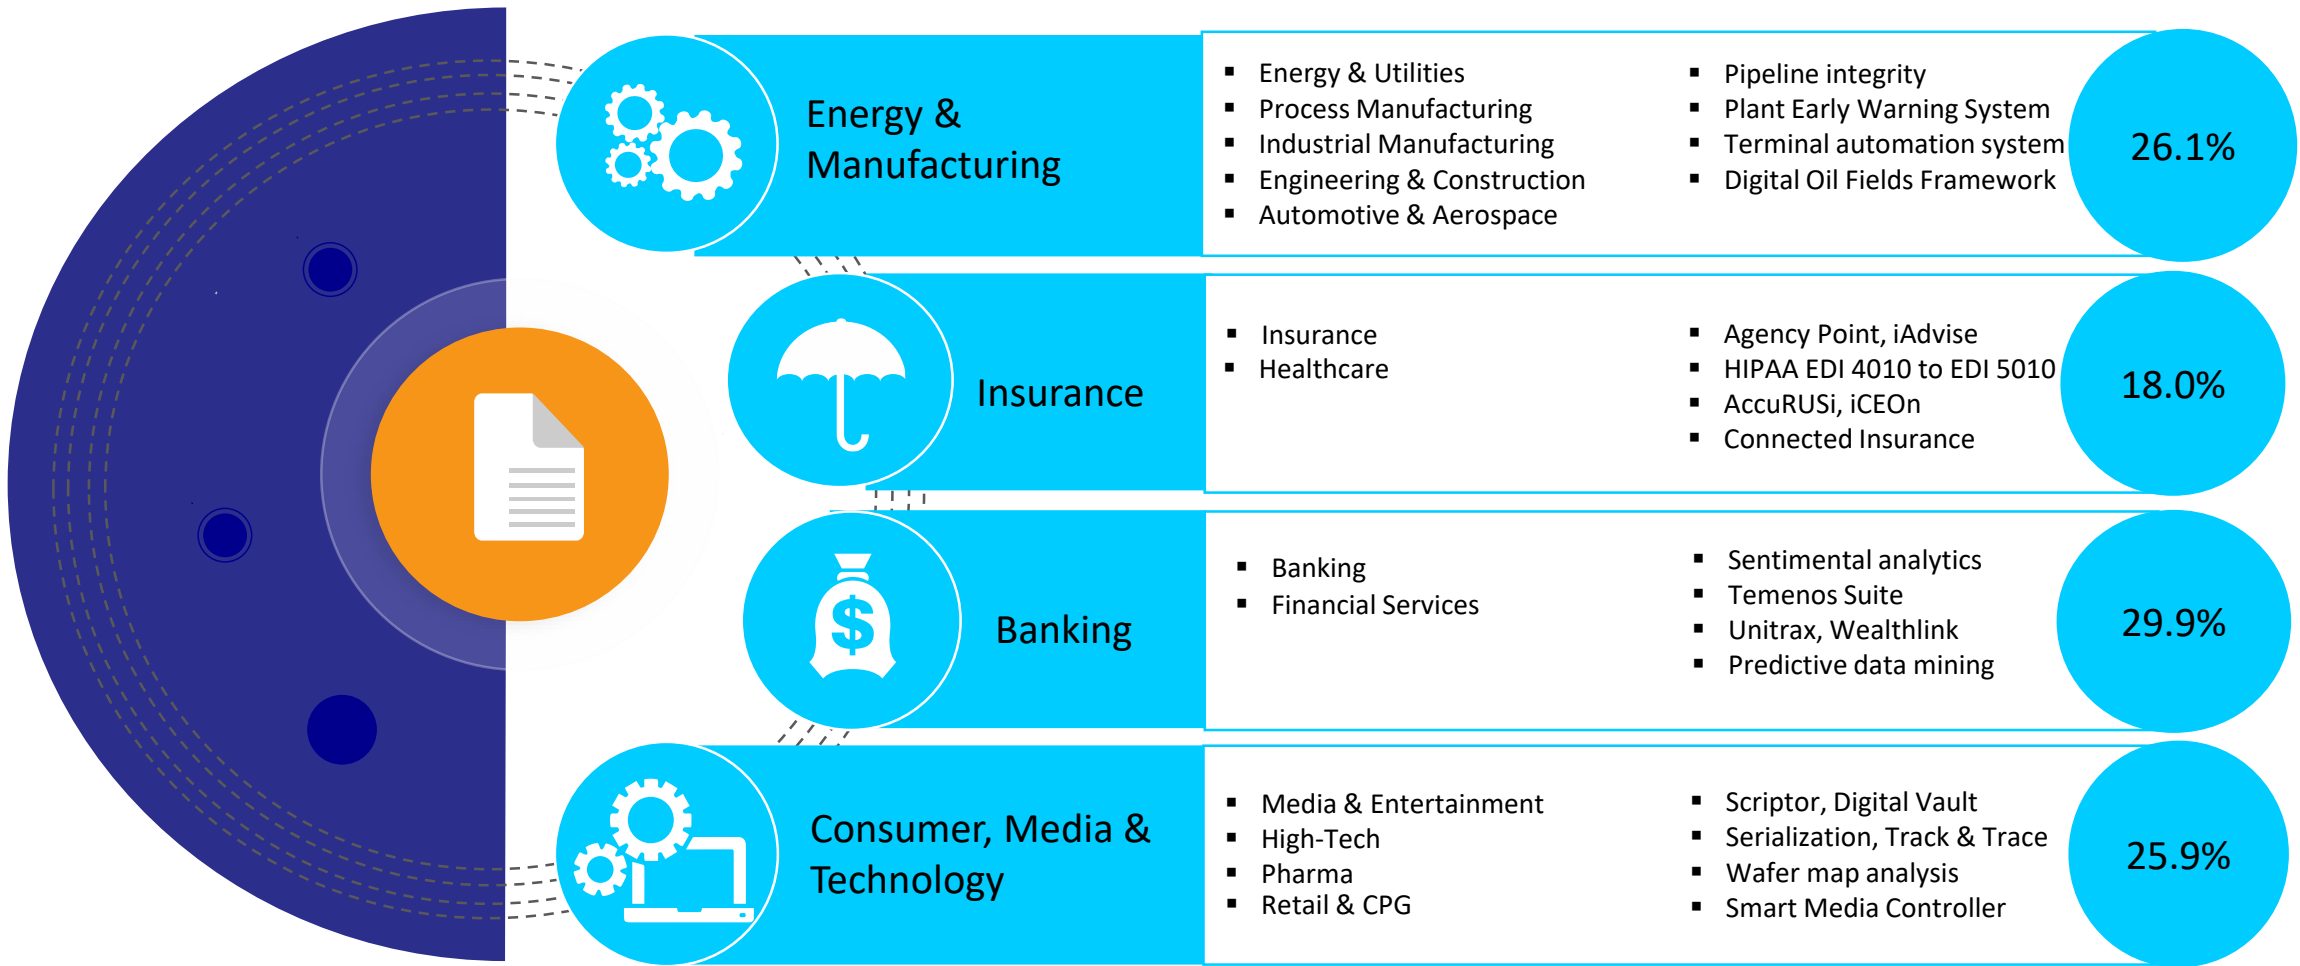 Energy &
Manufacturing
▪ Energy & Utilities
▪ Process Manufacturing
▪ Industrial Manufacturing
▪ Engineering & Construction
▪ Automotive & Aerospace
▪ Pipeline integrity
▪ Plant Early Warning System
▪ Terminal automation system
▪ Digital Oil Fields Framework
26.1%
Insurance
▪ Insurance
▪ Healthcare
▪ Agency Point, iAdvise
▪ HIPAA EDI 4010 to EDI 5010
▪ AccuRUSi, iCEOn
▪ Connected Insurance
18.0%
$
Banking
▪ Banking
▪ Financial Services
▪ Sentimental analytics
▪ Temenos Suite
▪ Unitrax, Wealthlink
▪ Predictive data mining
29.9%
Consumer, Media &
Technology
▪ Media & Entertainment
▪ High-Tech
▪ Pharma
▪ Retail & CPG
▪ Scriptor, Digital Vault
▪ Serialization, Track & Trace
▪ Wafer map analysis
▪ Smart Media Controller
25.9%